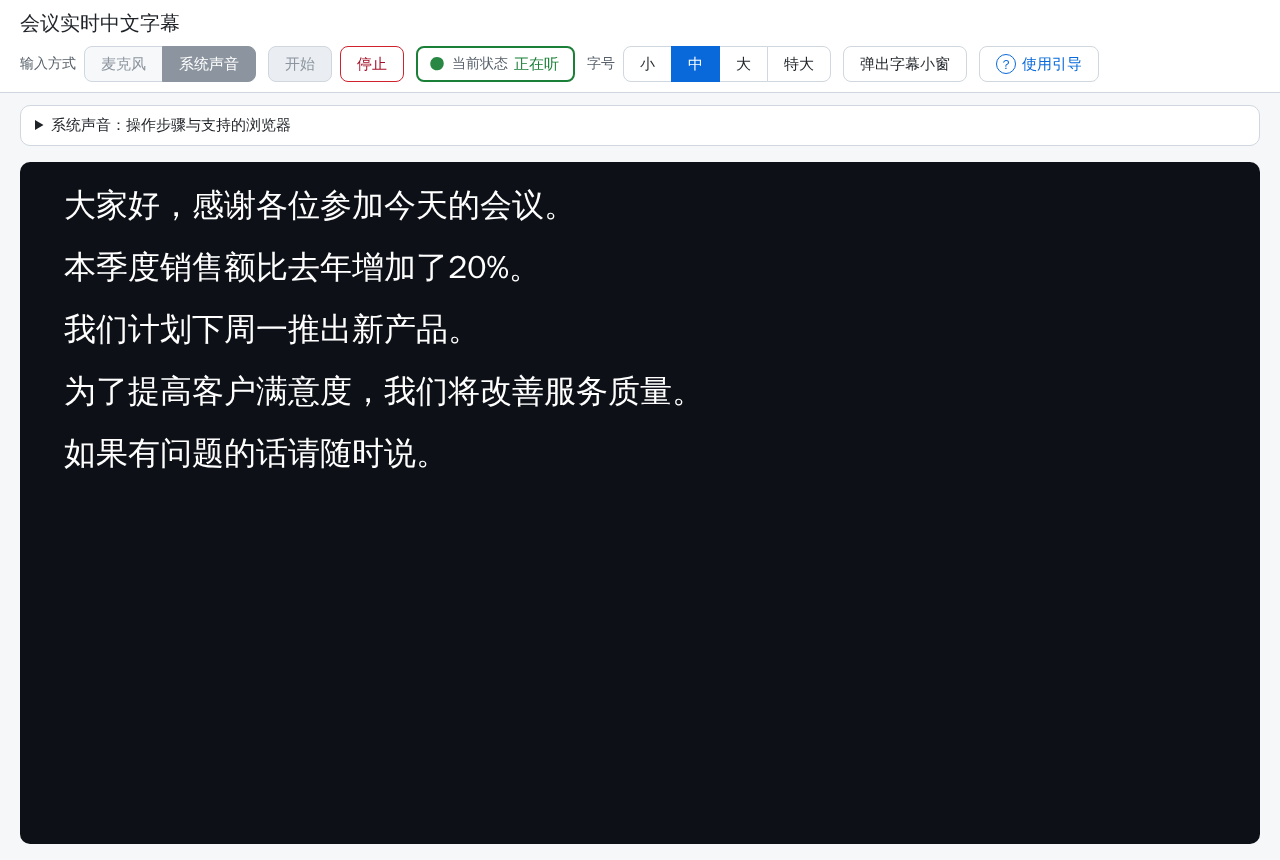 会议实时中文字幕
输入方式 麦克风 系统声音 开始 停止 当前状态 正在听 字号 小 中 大 特大 弹出字幕小窗 ? 使用引导
▶ 系统声音：操作步骤与支持的浏览器
大家好，感谢各位参加今天的会议。
本季度销售额比去年增加了20%。
我们计划下周一推出新产品。
为了提高客户满意度，我们将改善服务质量。
如果有问题的话请随时说。